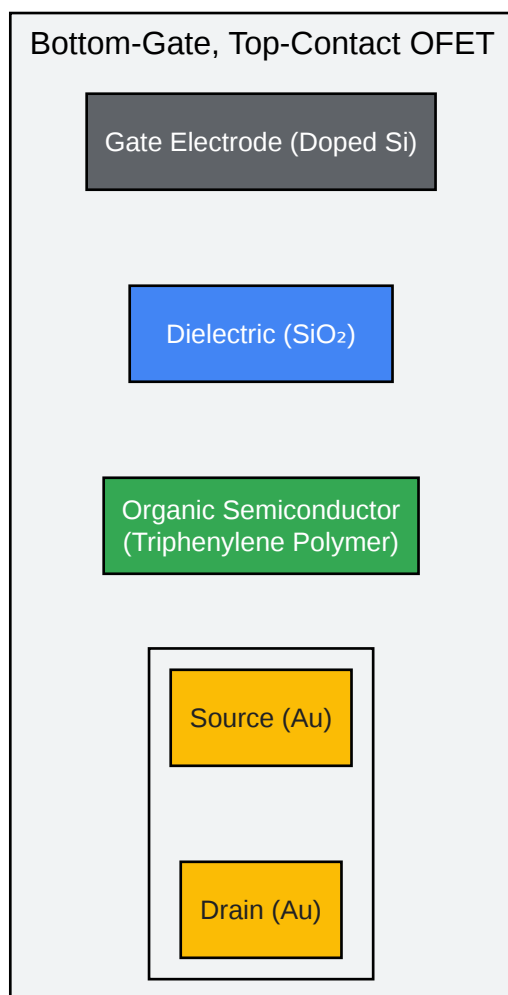 Bottom-Gate, Top-Contact OFET
Gate Electrode (Doped Si)
Dielectric (SiO₂)
Organic Semiconductor
(Triphenylene Polymer)
Source (Au)
Drain (Au)